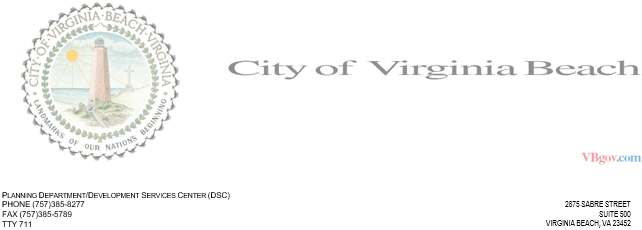 CITY OF VIRGINIA BEACH, VIRGINIA
LANDMARKS OF OUR NATIONS BEGINNING
City of Virginia Beach
VBgov.com
PLANNING DEPARTMENT/DEVELOPMENT SERVICES CENTER (DSC)
PHONE (757)385-8277
FAX (757)385-5789
TTY 711
2875 SABRE STREET
SUITE 500
VIRGINIA BEACH, VA 23452